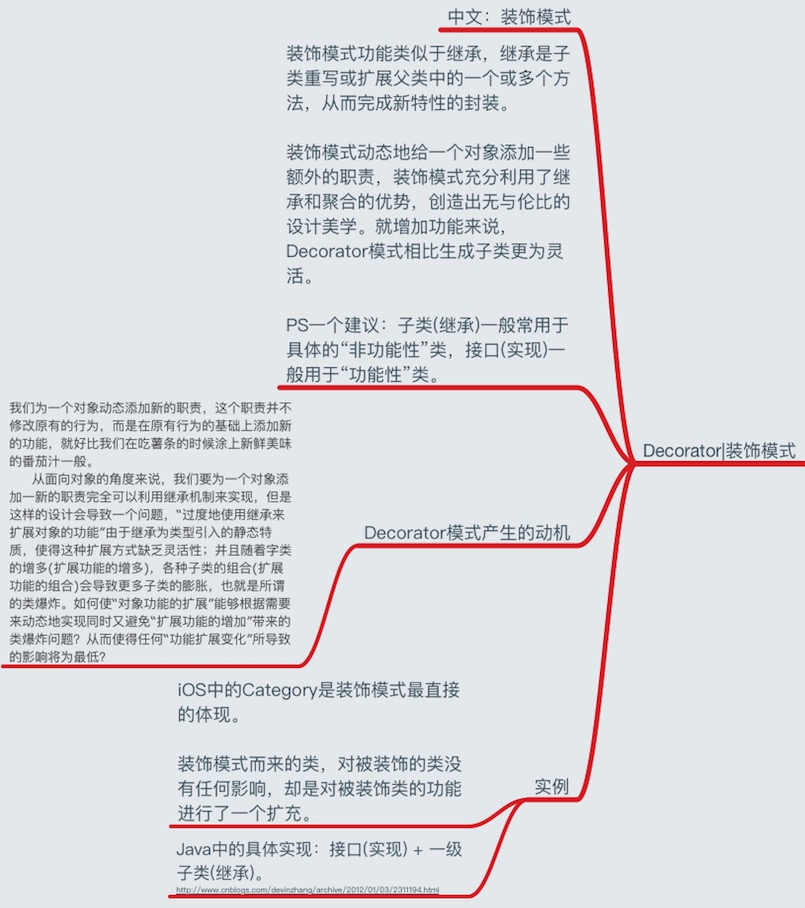 中文：装饰模式
装饰模式功能类似于继承，继承是子
类重写或扩展父类中的一个或多个方
法，从而完成新特性的封装。
装饰模式动态地给一个对象添加一些
额外的职责，装饰模式充分利用了继
承和聚合的优势，创造出无与伦比的
设计美学。就增加功能来说，
Decorator模式相比生成子类更为灵
活。
PS一个建议：子类(继承)一般常用于
具体的“非功能性”类，接口(实现)一
般用于“功能性”类。
Decorator|装饰模式
Decorator模式产生的动机
我们为一个对象动态添加新的职责，这个职责并不
修改原有的行为，而是在原有行为的基础上添加新
的功能，就好比我们在吃薯条的时候涂上新鲜美味
的番茄汁一般。
从面向对象的角度来说，我们要为一个对象添
加一新的职责完全可以利用继承机制来实现，但是
这样的设计会导致一个问题，“过度地使用继承来
扩展对象的功能”由于继承为类型引入的静态特
质，使得这种扩展方式缺乏灵活性；并且随着字类
的增多(扩展功能的增多)，各种子类的组合(扩展
功能的组合)会导致更多子类的膨胀，也就是所谓
的类爆炸。如何使“对象功能的扩展”能够根据需要
来动态地实现同时又避免“扩展功能的增加”带来的
类爆炸问题？从而使得任何“功能扩展变化”所导致
的影响将为最低？
实例
iOS中的Category是装饰模式最直接
的体现。
装饰模式而来的类，对被装饰的类没
有任何影响，却是对被装饰类的功能
进行了一个扩充。
Java中的具体实现：接口(实现) + 一级
子类(继承)。
http://www.cnblogs.com/devinzhang/archive/2012/01/03/2311194.html